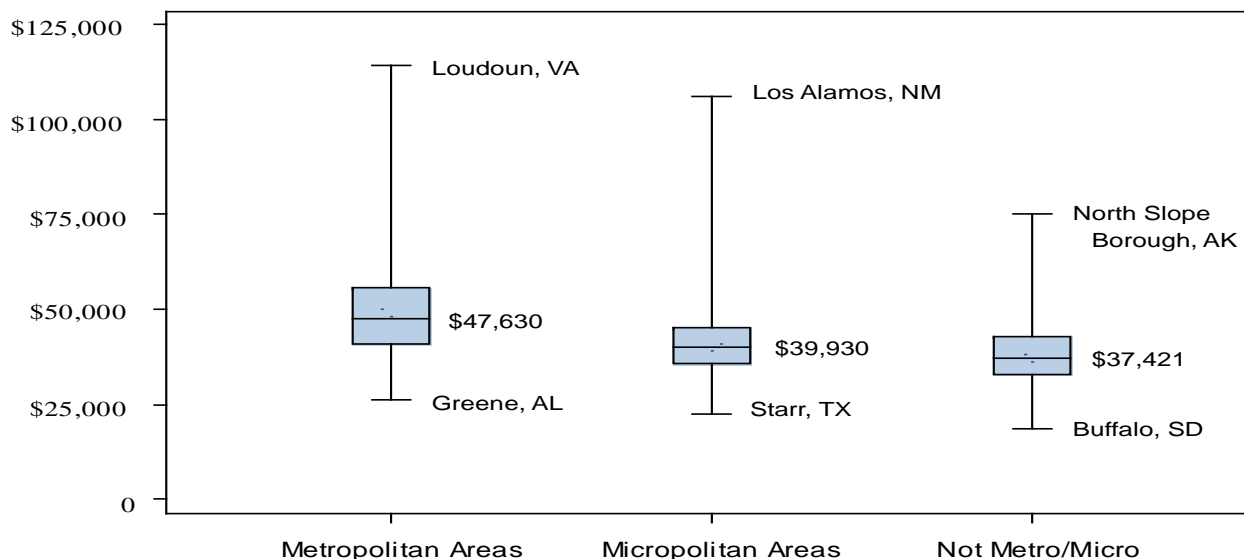 $125,000
$100,000
$75,000
$50,000
$25,000
0
Loudoun, VA
$47,630
Greene, AL
Los Alamos, NM
$39,930
Starr, TX
North Slope
Borough, AK
$37,421
Buffalo, SD
Metropolitan Areas
Micropolitan Areas
Not Metro/Micro